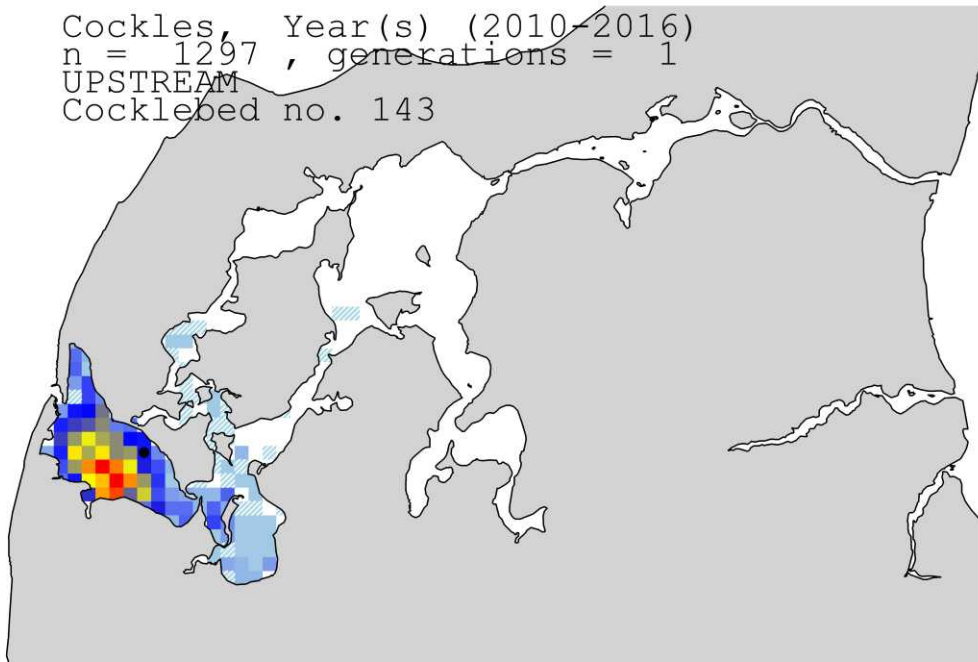 Cockles, Year(s) (2010-2016)
n = 1297 , generations = 1
UPSTREAM
Cocklebed no. 143